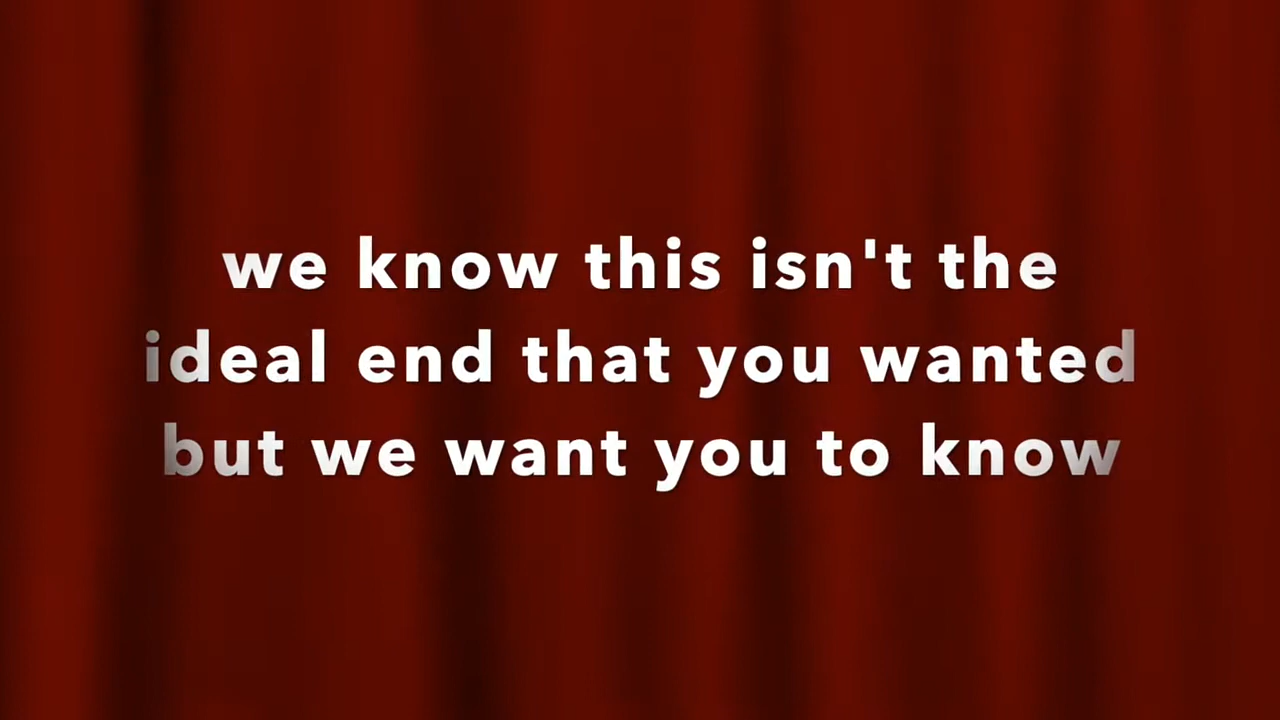 we know this isn't the
ideal end that you wanted
but we want you to know